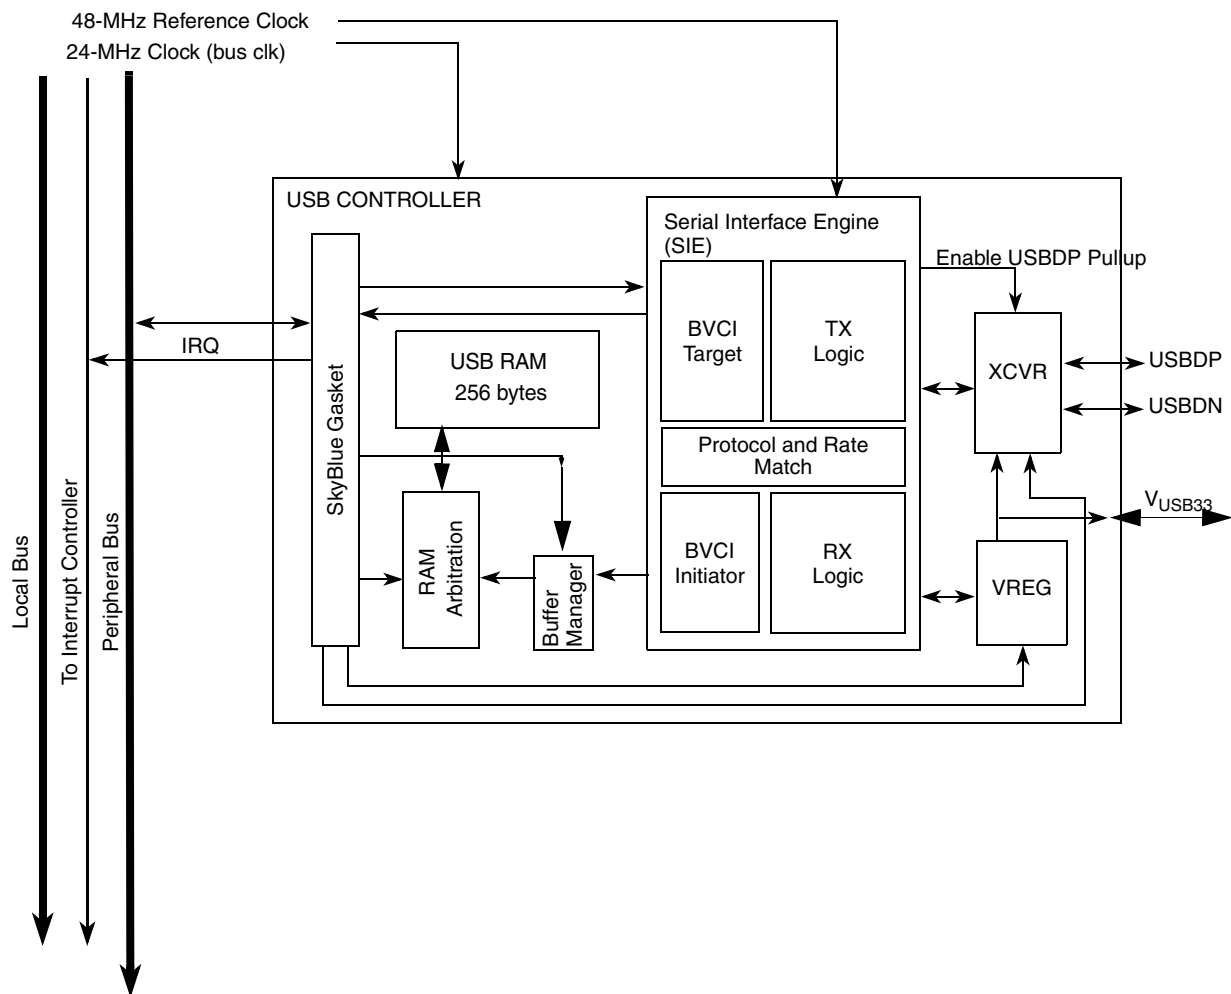 48-MHz Reference Clock
24-MHz Clock (bus clk)
USB CONTROLLER
Serial Interface Engine
(SIE)
Enable USBDP Pullup
BVCI
Target
TX
Logic
XCVR
USBDP
USBDN
IRQ
USB RAM
256 bytes
SkyBlue Gasket
Protocol and Rate
Match
VUSB33
RAM
Arbitration
Buffer
Manager
BVCI
Initiator
RX
Logic
VREG
Local Bus
To Interrupt Controller
Peripheral Bus